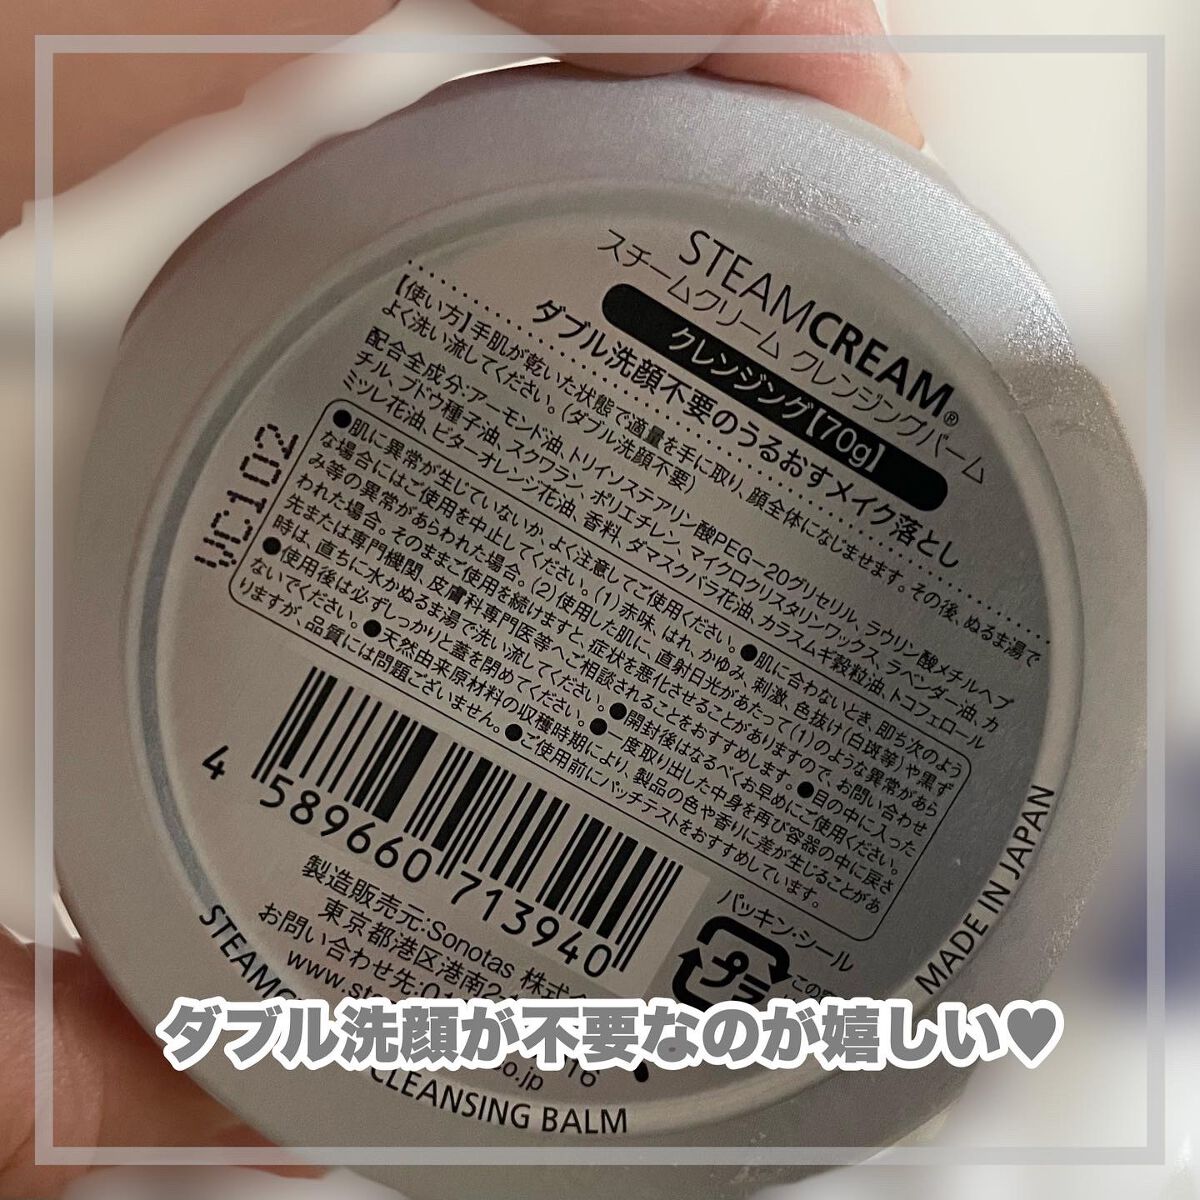 STEAMCREAM®
スチームクリーム クレンジングバーム
クレンジング【70g】
ダブル洗顔不要のうるおすメイク落とし
【使い方】手肌が乾いた状態で適量を手に取り、顔全体になじませます。その後、ぬるま湯で
よく洗い流してください。(ダブル洗顔不要)
配合全成分:アーモンド油、トリイソステアリン酸PEG—20グリセリル、ラウリン酸メチルヘプ
チル、ブドウ種子油、スクワラン、ポリエチレン、マイクロクリスタリンワックス、ラベンダー油、カ
ミツレ花油、ビターオレンジ花油、香料、ダマスクバラ花油、カラスムギ穀粒油、トコフェロール
●肌に異常が生じていないか、よく注意してご使用ください。●肌に合わないとき、即ち次のよう
な場合にはご使用を中止してください。(1)赤味、はれ、かゆみ、刺激、色抜け(白斑等)や黒ず
み等の異常があらわれた場合。(2)使用した肌に、直射日光があたって(1)のような異常があら
われた場合。そのままご使用を続けますと、症状を悪化させることがありますので、お問い合わせ
先または専門機関、皮膚科専門医等へご相談されることをおすすめします。●目の中に入った
時は、直ちに水かぬるま湯で洗い流してください。●開封後はなるべくお早めにご使用ください。
●使用後は必ずしっかりと蓋を閉めてください。●一度取り出した中身を再び容器の中に戻さ
ないでください。●天然由来原材料の収穫時期により、製品の色や香りに差が生じることがあ
りますが、品質には問題ございません。●ご使用前にパッチテストをおすすめしています。
WC102
4 589660 713940
パッキン・シール
プラ
この
製造販売元:Sonotas 株式会
東京都港区港南2-
お問い合わせ先:01
www.st
16
o.jp
MADE IN JAPAN
STEAMC
CLEANSING BALM
ダブル洗顔が不要なのが嬉しい♥